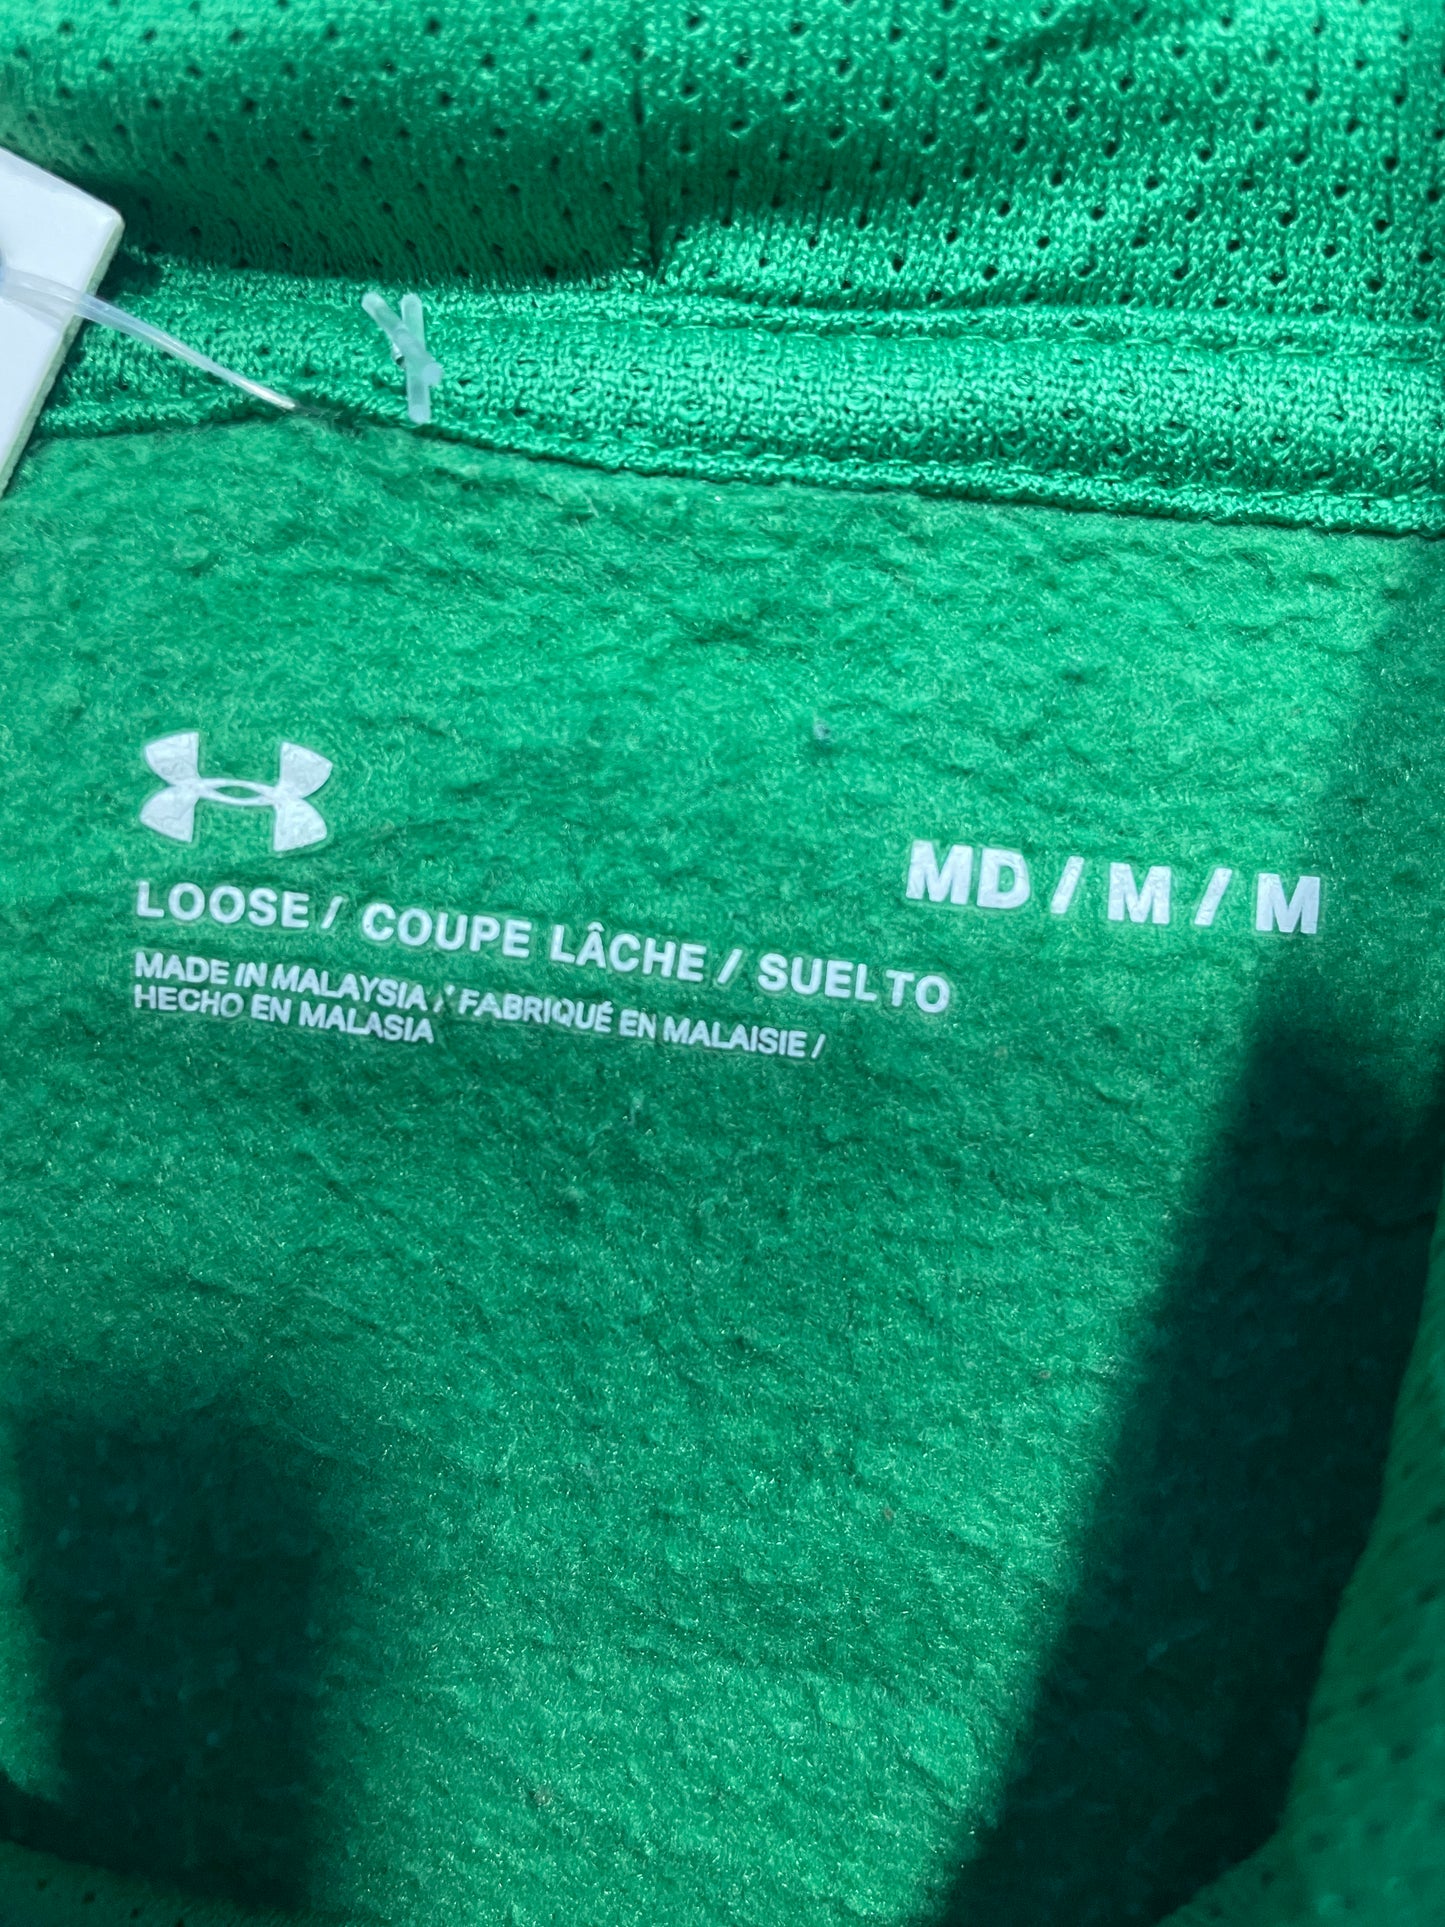 LOOSE / COUPE LÂCHE / SUELTO
MD / M / M
MADE IN MALAYSIA / FABRIQUÉ EN MALAISIE /
HECHO EN MALASIA